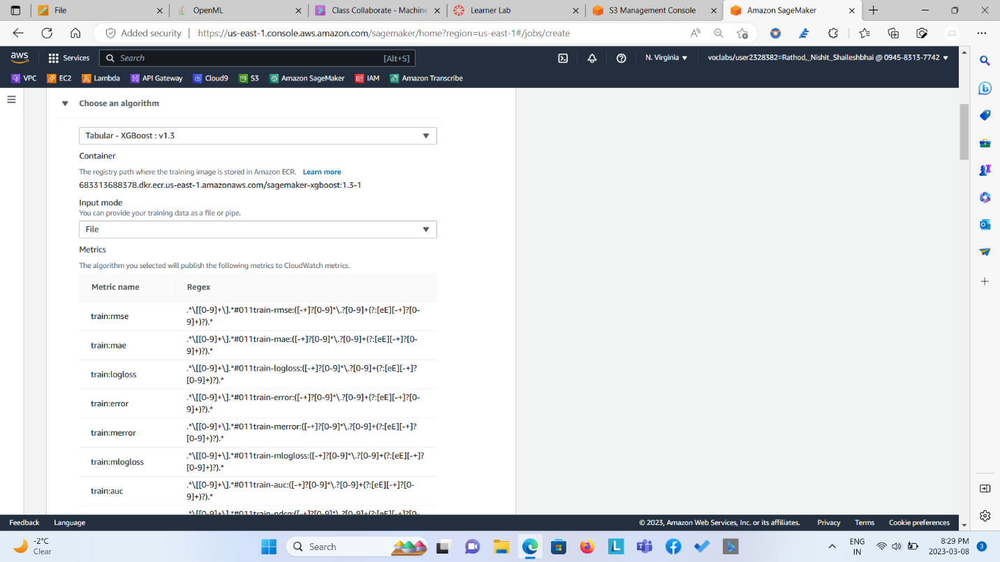 File
OpenML
Class Collaborate - Machine
Learner Lab
S3 Management Console
Amazon SageMaker
Added security
https://us-east-1.console.aws.amazon.com/sagemaker/home?region=us-east-1#/jobs/create
aws
Services
Search
[Alt+S]
N. Virginia
voclabs/user2328382=Rathod,_Nishit_Shaileshbhai @ 0945-8313-7742
VPC
EC2
Lambda
API Gateway
Cloud9
S3
Amazon SageMaker
IAM
Amazon Transcribe
Choose an algorithm
Tabular - XGBoost : v1.3
Container
The registry path where the training image is stored in Amazon ECR. Learn more
683313688378.dkr.ecr.us-east-1.amazonaws.com/sagemaker-xgboost:1.3-1
Input mode
You can provide your training data as a file or pipe.
File
Metrics
The algorithm you selected will publish the following metrics to CloudWatch metrics.
Metric name
Regex
train:rmse
.*\[[0-9]+\].*#011train-rmse:([-+]?[0-9]*\.?[0-9]+(?:[eE][-+]?[0-
9]+)?).*
train:mae
.*\[[0-9]+\].*#011train-mae:([-+]?[0-9]*\.?[0-9]+(?:[eE][-+]?[0-
9]+)?).*
train:logloss
.*\[[0-9]+\].*#011train-logloss:([-+]?[0-9]*\.?[0-9]+(?:[eE][-+]?
[0-9]+)?).*
train:error
.*\[[0-9]+\].*#011train-error:([-+]?[0-9]*\.?[0-9]+(?:[eE][-+]?[0-
9]+)?).*
train:merror
.*\[[0-9]+\].*#011train-merror:([-+]?[0-9]*\.?[0-9]+(?:[eE][-+]?
[0-9]+)?).*
train:mlogloss
.*\[[0-9]+\].*#011train-mlogloss:([-+]?[0-9]*\.?[0-9]+(?:[eE][-+]?
[0-9]+)?).*
train:auc
.*\[[0-9]+\].*#011train-auc:([-+]?[0-9]*\.?[0-9]+(?:[eE][-+]?[0-
9]+)?).*
.*\[[0-9]+\].*#011train-ndcg:([-+]?[0-9]*\.?[0-9]+(?:[eE][-+]?[0-
Feedback
Language
© 2023, Amazon Web Services, Inc. or its affiliates.
Privacy
Terms
Cookie preferences
-2°C
Clear
Search
ENG
IN
8:29 PM
2023-03-08
3